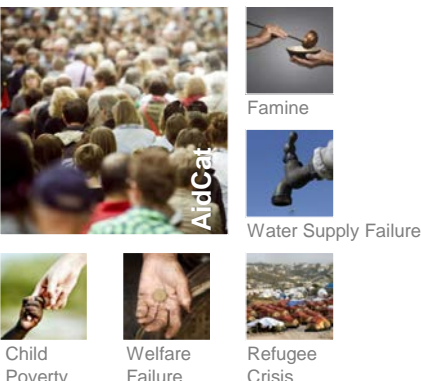 AidCat
Famine
Water Supply Failure
Child
Poverty
Welfare
Failure
Refugee
Crisis